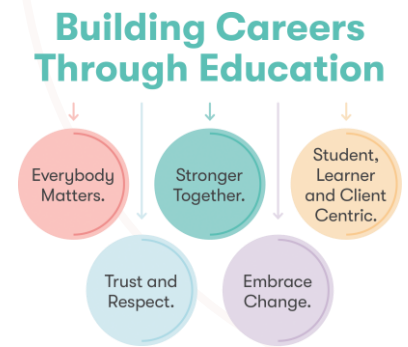 Building Careers
Through Education
Everybody
Matters.
Stronger
Together.
Student,
Learner
and Client
Centric.
Trust and
Respect.
Embrace
Change.